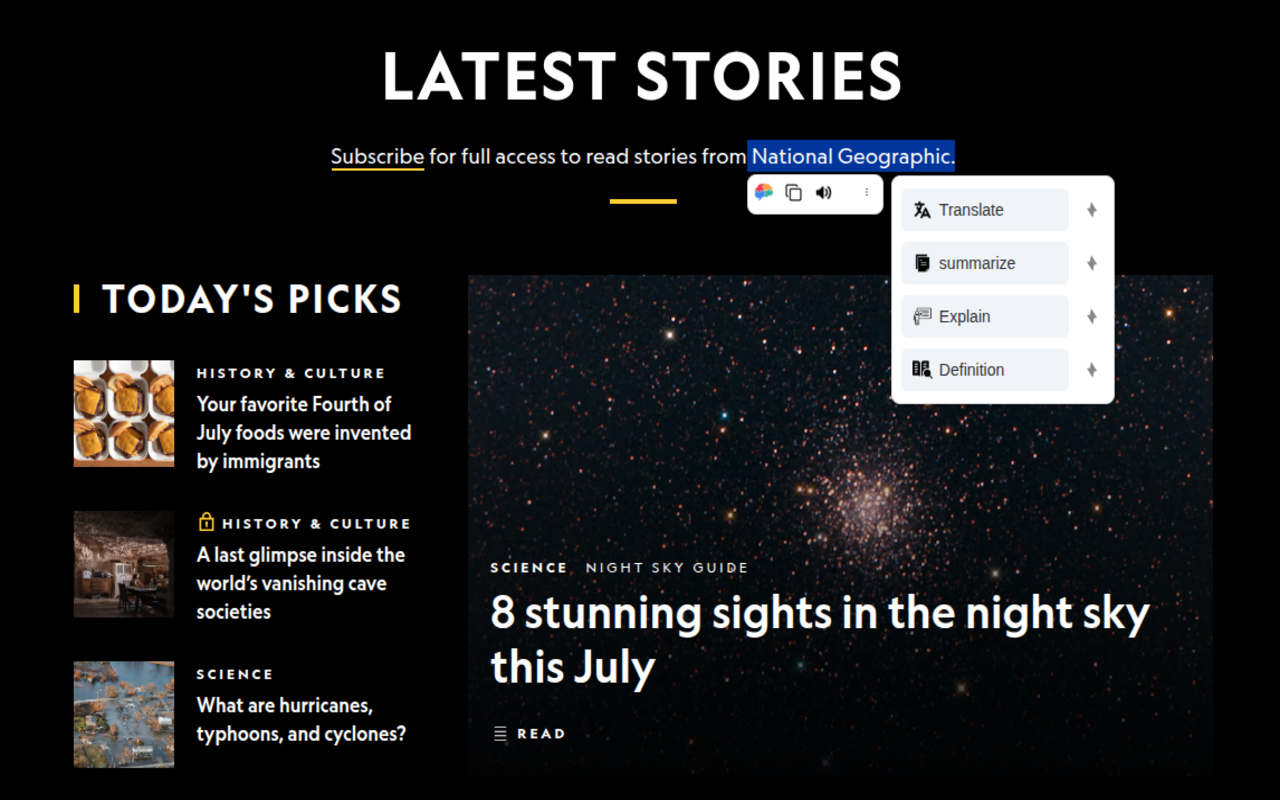 LATEST STORIES
Subscribe for full access to read stories from National Geographic.
Translate
summarize
Explain
Definition
TODAY'S PICKS
HISTORY & CULTURE
Your favorite Fourth of
July foods were invented
by immigrants
HISTORY & CULTURE
A last glimpse inside the
world’s vanishing cave
societies
SCIENCE
What are hurricanes,
typhoons, and cyclones?
SCIENCE NIGHT SKY GUIDE
8 stunning sights in the night sky
this July
READ